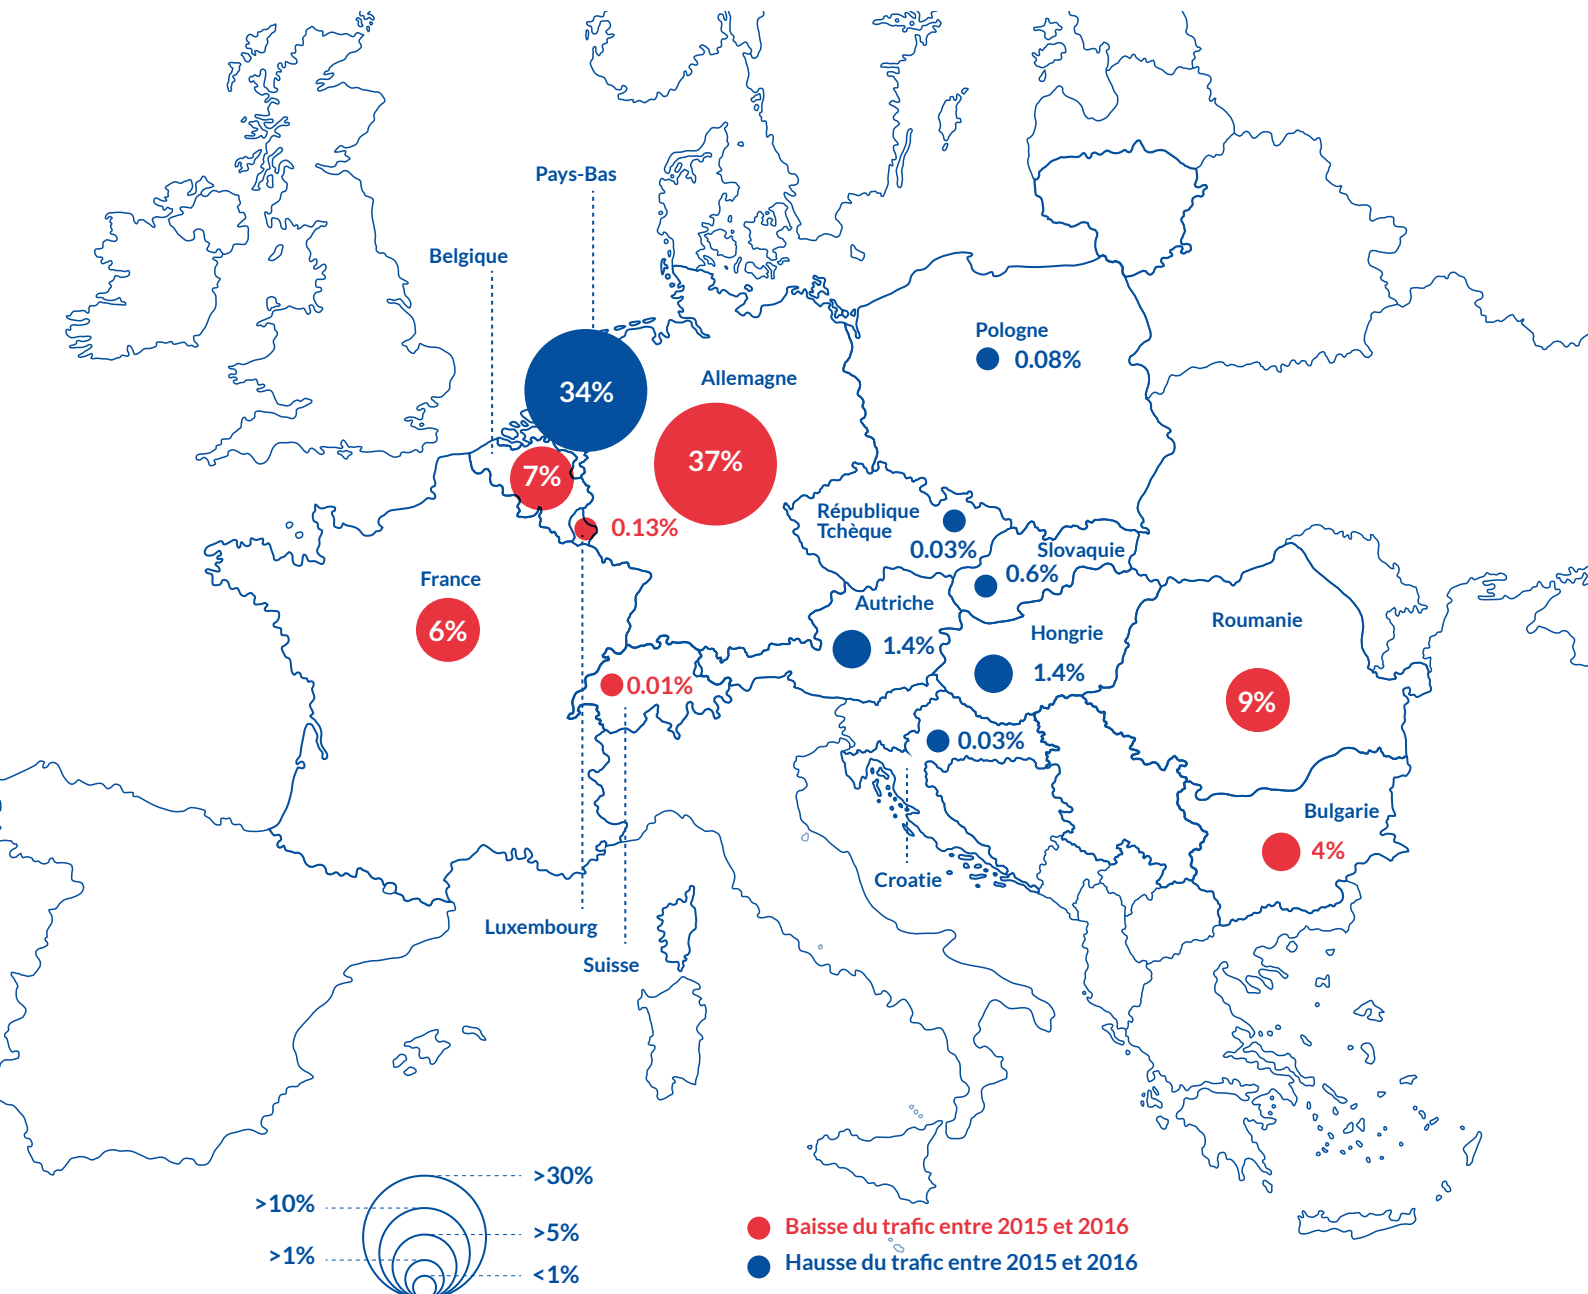 Pays-Bas
Belgique
Pologne
0.08%
Allemagne
34%
37%
7%
République
Tchèque
0.03%
0.13%
Slovaquie
0.6%
France
6%
Autriche
1.4%
Hongrie
1.4%
Roumanie
9%
0.01%
0.03%
Bulgarie
4%
Croatie
Luxembourg
Suisse
>30%
>10%
>5%
>1%
<1%
Baisse du trafic entre 2015 et 2016
Hausse du trafic entre 2015 et 2016